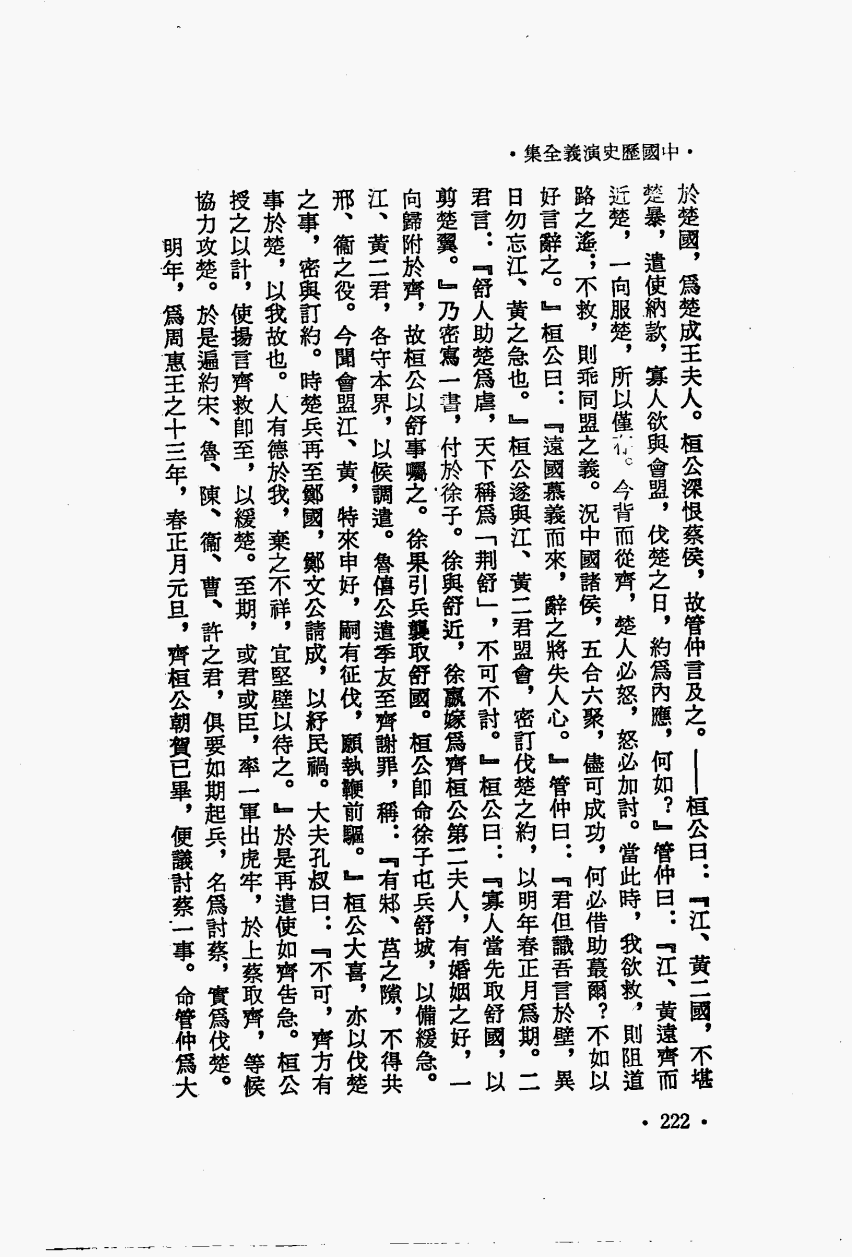 ·中國歷史演義全集·
於楚國，爲楚成王夫人。桓公深恨蔡侯，故管仲言及之。——桓公曰：『江、黃二國，不堪
楚暴，遣使納款，寡人欲與會盟，伐楚之日，約爲內應，何如？』管仲曰：『江、黃遠齊而
近楚，一向服楚，所以僅存。今背而從齊，楚人必怒，怒必加討。當此時，我欲救，則阻道
路之遙；不救，則乖同盟之義。況中國諸侯，五合六聚，儘可成功，何必借助蕞爾？不如以
好言辭之。』桓公曰：『遠國慕義而來，辭之將失人心。』管仲曰：『君但識吾言於壁，異
日勿忘江、黃之急也。』桓公遂與江、黃二君盟會，密訂伐楚之約，以明年春正月爲期。二
君言：『舒人助楚爲虐，天下稱爲「荆舒」，不可不討。』桓公曰：『寡人當先取舒國，以
剪楚翼。』乃密寫一書，付於徐子。徐與舒近，徐嬴嫁爲齊桓公第二夫人，有婚姻之好，一
向歸附於齊，故桓公以舒事囑之。徐果引兵襲取舒國。桓公卽命徐子屯兵舒城，以備緩急。
江、黃二君，各守本界，以候調遣。魯僖公遣季友至齊謝罪，稱：『有邾、莒之隙，不得共
邢、衞之役。今聞會盟江、黃，特來申好，嗣有征伐，願執鞭前驅。』桓公大喜，亦以伐楚
之事，密與訂約。時楚兵再至鄭國，鄭文公請成，以紓民禍。大夫孔叔曰：『不可，齊方有
事於楚，以我故也。人有德於我，棄之不祥，宜堅壁以待之。』於是再遣使如齊告急。桓公
授之以計，使揚言齊救卽至，以緩楚。至期，或君或臣，率一軍出虎牢，於上蔡取齊，等候
協力攻楚。於是遍約宋、魯、陳、衞、曹、許之君，俱要如期起兵，名爲討蔡，實爲伐楚。
明年，爲周惠王之十三年，春正月元旦，齊桓公朝賀已畢，便議討蔡一事。命管仲爲大
·222·